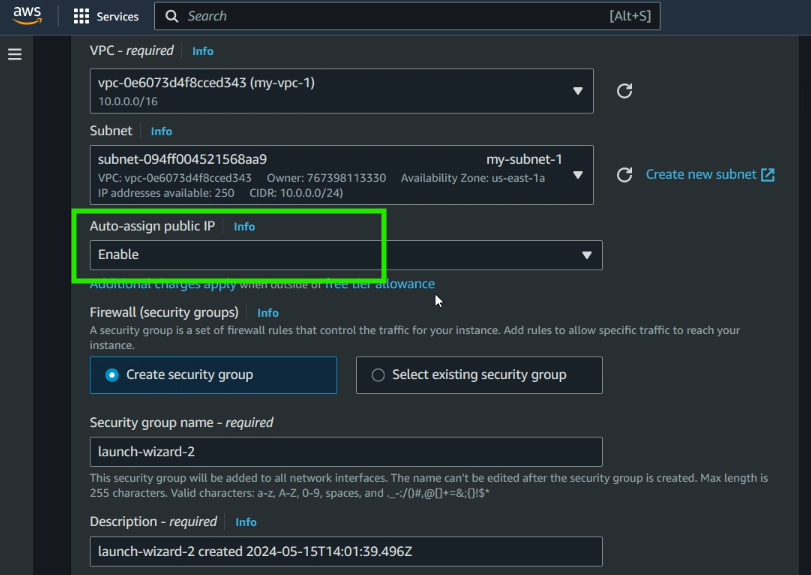 aws
Services
Search
[Alt+S]
VPC - required
Info
vpc-0e6073d4f8cced343 (my-vpc-1)
10.0.0.0/16
Subnet
Info
subnet-094ff004521568aa9
my-subnet-1
VPC: vpc-0e6073d4f8cced343 Owner: 767398113330 Availability Zone: us-east-1a
IP addresses available: 250 CIDR: 10.0.0.0/24)
Create new subnet
Auto-assign public IP
Info
Enable
Additional charges apply when outside of free tier allowance
Firewall (security groups)
Info
A security group is a set of firewall rules that control the traffic for your instance. Add rules to allow specific traffic to reach your
instance.
Create security group
Select existing security group
Security group name - required
launch-wizard-2
This security group will be added to all network interfaces. The name can't be edited after the security group is created. Max length is
255 characters. Valid characters: a-z, A-Z, 0-9, spaces, and ._-:/()#,@[]+=&;{}!$*
Description - required
Info
launch-wizard-2 created 2024-05-15T14:01:39.496Z